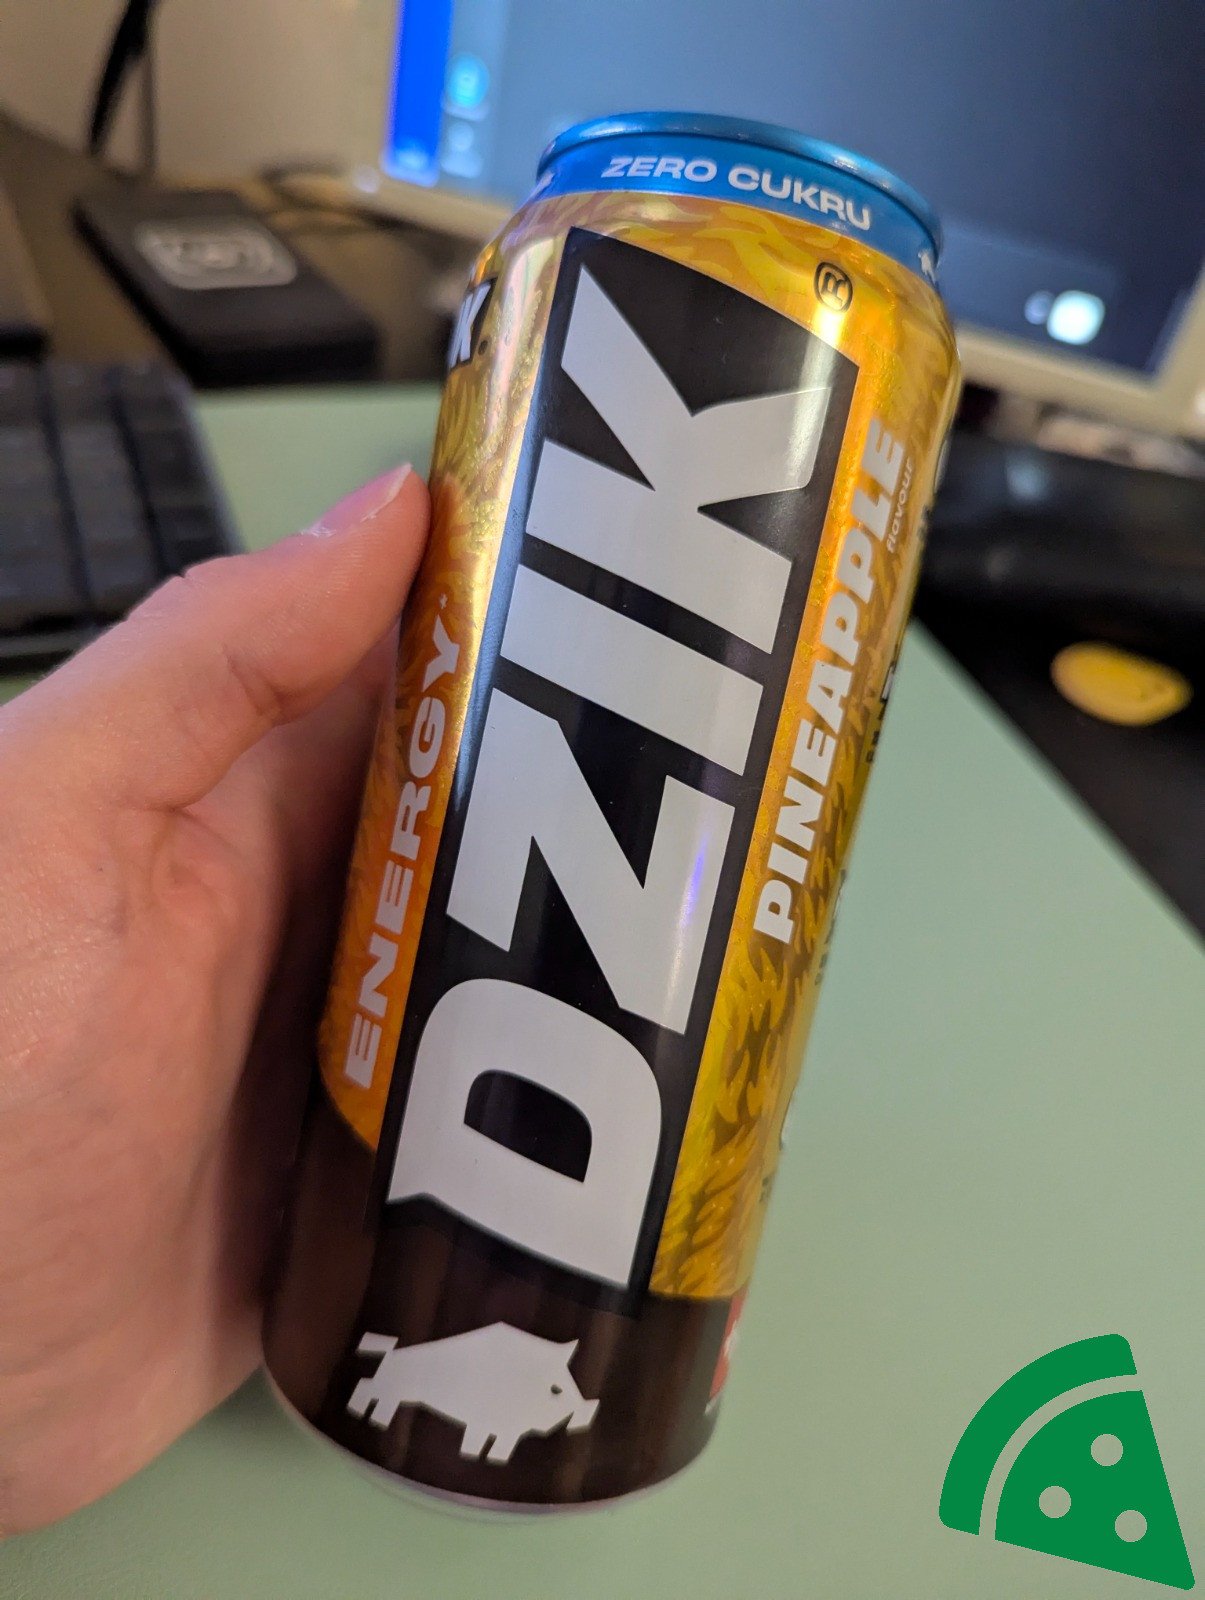 ZERO CUKRU
DZIK®
ENERGY
PINEAPPLE
flavour